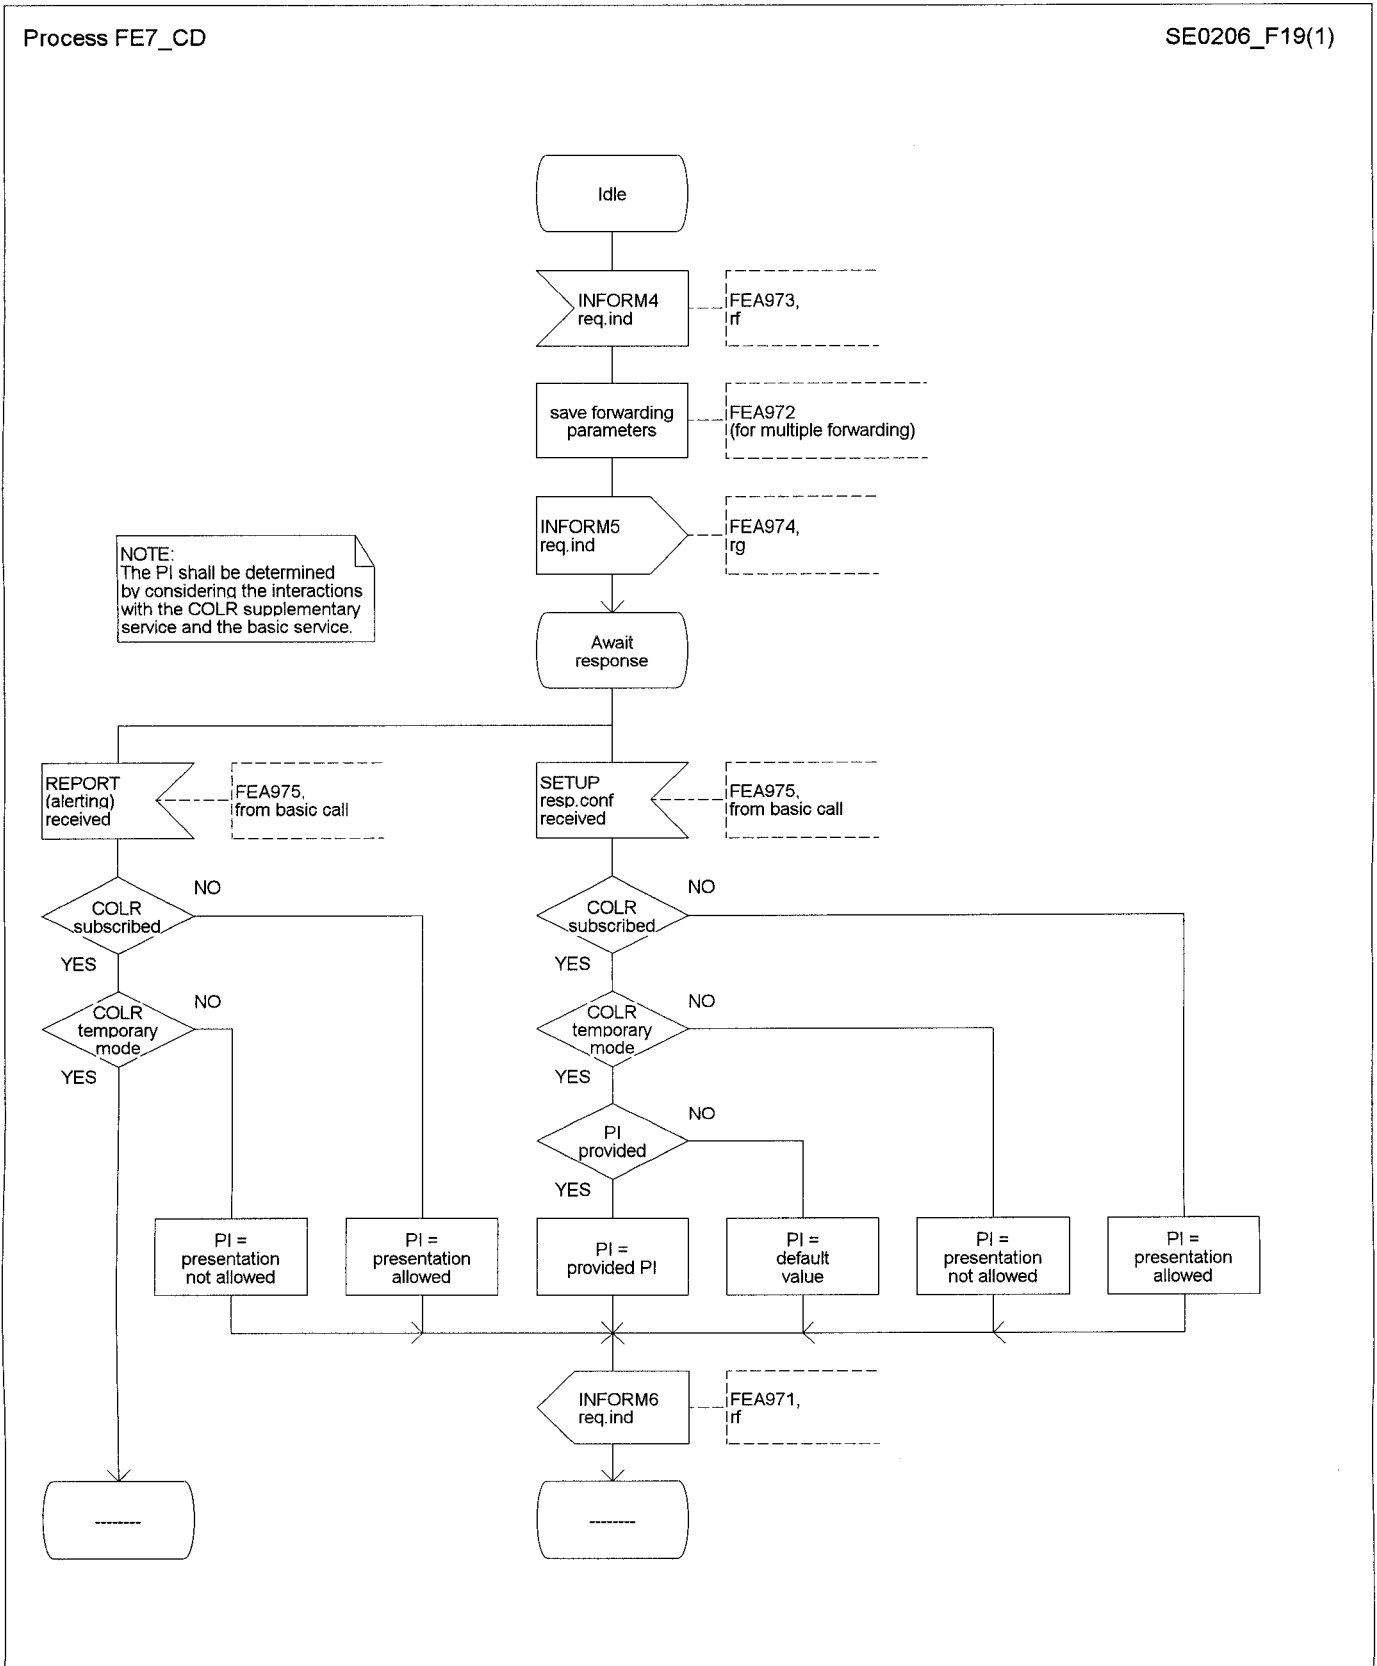 Process FE7_CD
SE0206_F19(1)
Idle
INFORM4
req.ind
FEA973,
rf
save forwarding
parameters
FEA972
(for multiple forwarding)
INFORM5
req.ind
FEA974,
rg
NOTE:
The PI shall be determined
by considering the interactions
with the COLR supplementary
service and the basic service.
Await
response
REPORT
(alerting)
received
FEA975,
from basic call
SETUP
resp.conf
received
FEA975,
from basic call
COLR
subscribed
NO
YES
COLR
subscribed
NO
YES
COLR
temporary
mode
NO
YES
COLR
temporary
mode
NO
YES
PI
provided
NO
YES
PI =
presentation
not allowed
PI =
presentation
allowed
PI =
provided PI
PI =
default
value
PI =
presentation
not allowed
PI =
presentation
allowed
INFORM6
req.ind
FEA971,
rf
--------
--------